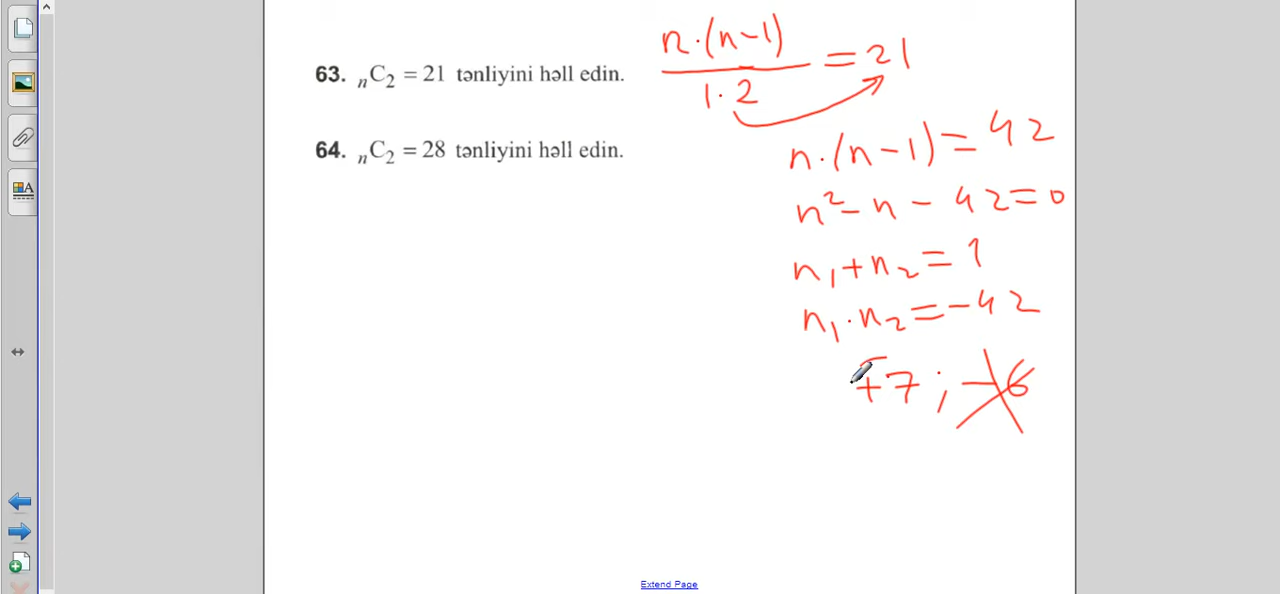 63. ₙC₂ = 21 tənliyini həll edin.
64. ₙC₂ = 28 tənliyini həll edin.
n·(n-1)
1·2
= 21
n·(n-1) = 42
n² - n - 42 = 0
n₁ + n₂ = 1
n₁ · n₂ = -42
+7; -6
A
Extend Page